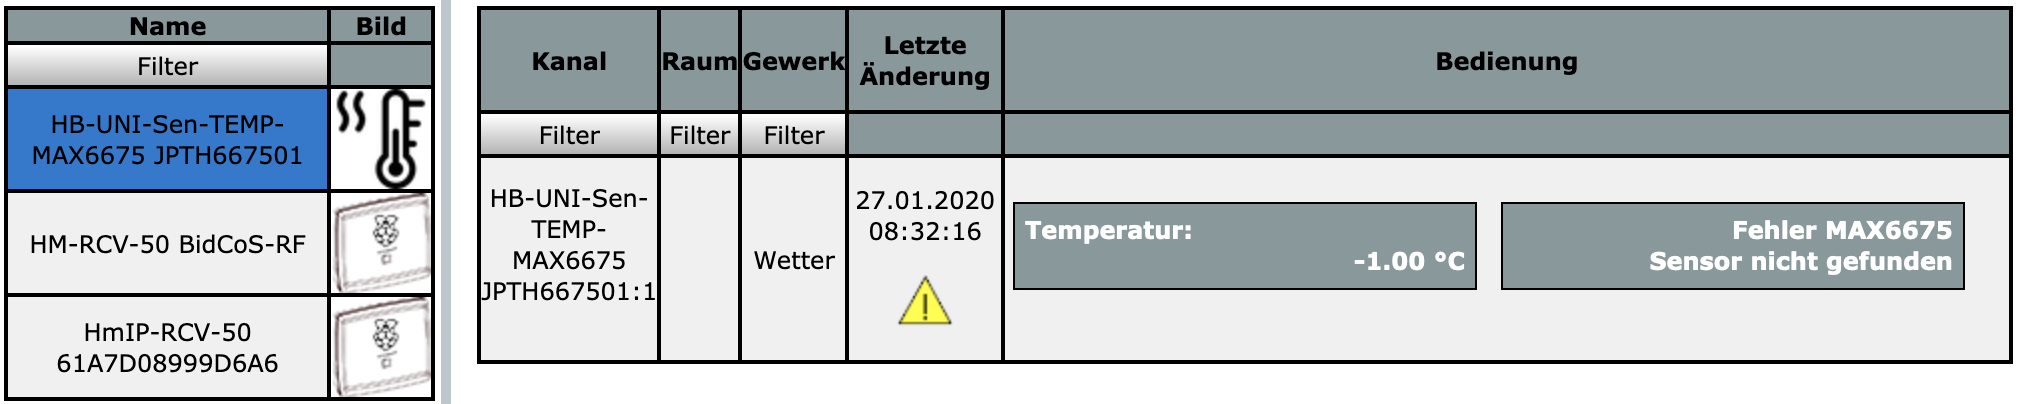 Name
Bild
Filter
HB-UNI-Sen-TEMP-
MAX6675 JPTH667501
HM-RCV-50 BidCoS-RF
HmIP-RCV-50
61A7D08999D6A6
Kanal
Raum
Gewerk
Letzte
Änderung
Bedienung
Filter
Filter
Filter
HB-UNI-Sen-
TEMP-
MAX6675
JPTH667501:1
Wetter
27.01.2020
08:32:16
Temperatur:
-1.00 °C
Fehler MAX6675
Sensor nicht gefunden